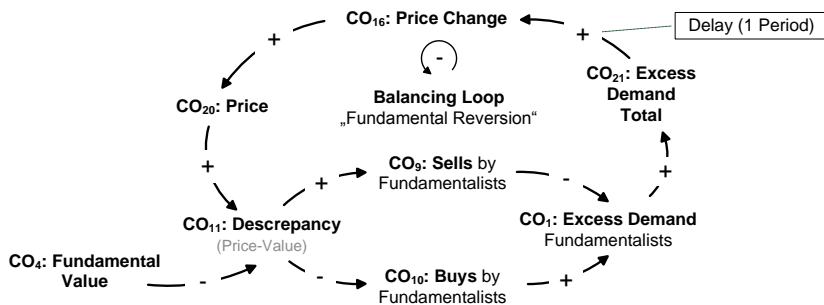 CO₁₆: Price Change
Delay (1 Period)
+
+
-
CO₂₁: Excess
Demand
Total
CO₂₀: Price
Balancing Loop
„Fundamental Reversion“
+
+
CO₉: Sells by
Fundamentalists
+
-
CO₁₁: Descrepancy
(Price-Value)
CO₁: Excess Demand
Fundamentalists
CO₄: Fundamental
Value
-
-
CO₁₀: Buys by
Fundamentalists
+